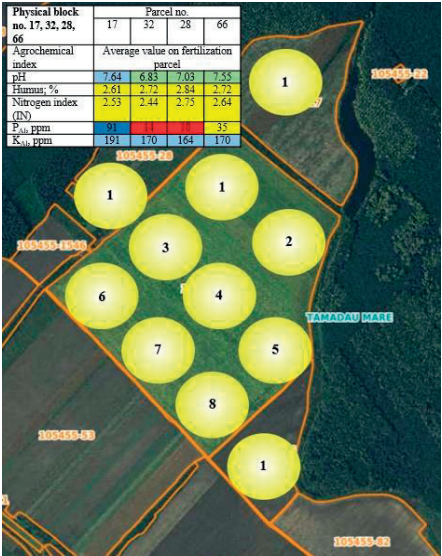 Physical block no. 17, 32, 28, 66 | Parcel no.
17 | 32 | 28 | 66
Agrochemical index | Average value on fertilization parcel
pH | 7.64 | 6.83 | 7.03 | 7.55
Humus; % | 2.61 | 2.72 | 2.84 | 2.72
Nitrogen index (IN) | 2.53 | 2.44 | 2.75 | 2.64
PAl, ppm | 91 | 14 | 18 | 35
KAl, ppm | 191 | 170 | 164 | 170
1
105455-22
7
105455-28
1
1
105455-1546
3
2
6
4
TAMADAU MARE
7
5
8
105455-53
1
1
105455-82